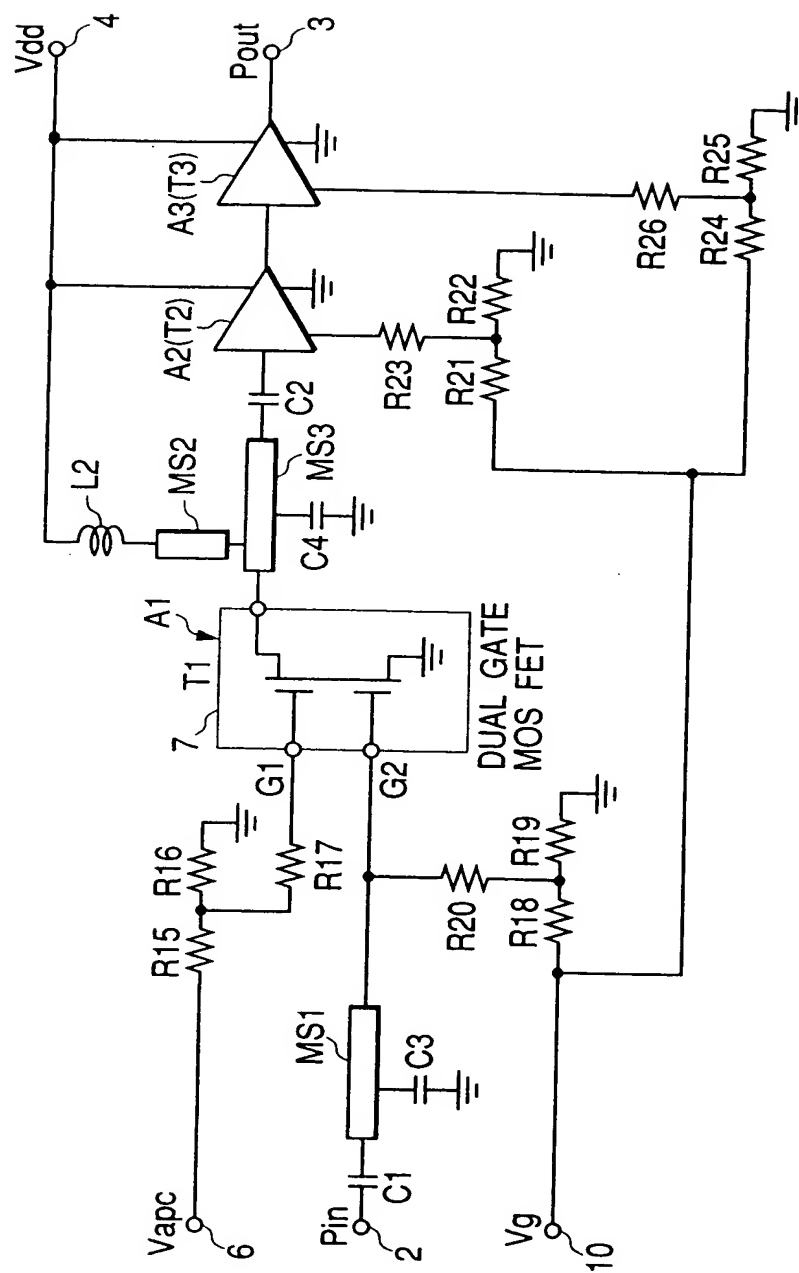 Vdd
4
Pout
3
A3(T3)
A2(T2)
L2
MS2
MS3
C2
C4
R23
R22
R21
R26
R25
R24
A1
T1
7
G1
G2
DUAL GATE
MOS FET
R16
R15
R17
R20
R19
R18
MS1
C3
C1
Vapc
6
Pin
2
Vg
10